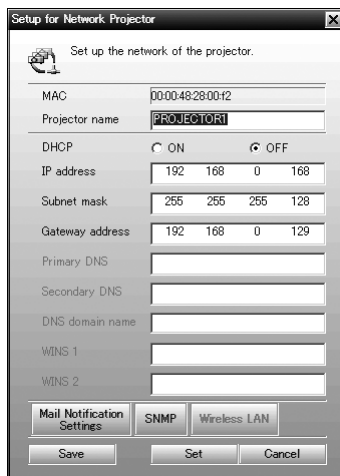 Setup for Network Projector
Set up the network of the projector.
MAC 00:00:48:28:00:f2
Projector name PROJECTOR1
DHCP ON OFF
IP address 192 168 0 168
Subnet mask 255 255 255 128
Gateway address 192 168 0 129
Primary DNS
Secondary DNS
DNS domain name
WINS 1
WINS 2
Mail Notification Settings SNMP Wireless LAN
Save Set Cancel